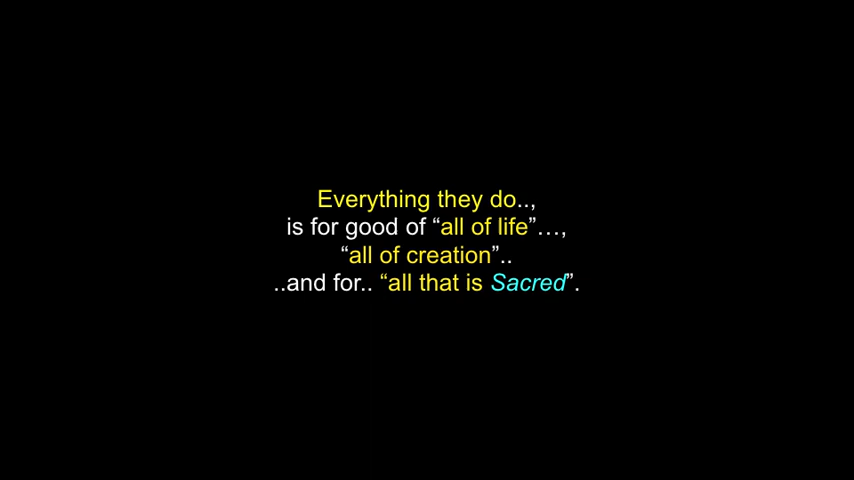 Everything they do..,
is for good of “all of life”…,
“all of creation”..
..and for.. “all that is Sacred”.